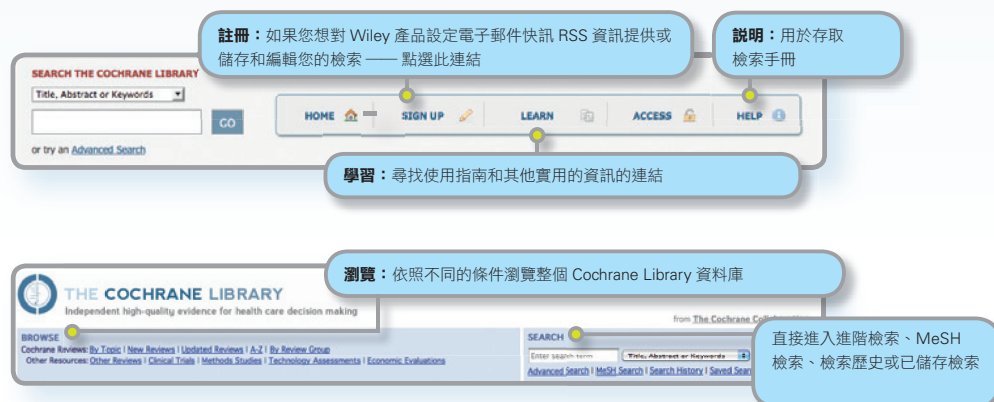 註冊：如果您想對 Wiley 產品設定電子郵件快訊 RSS 資訊提供或
儲存和編輯您的檢索 —— 點選此連結
説明：用於存取
檢索手冊
SEARCH THE COCHRANE LIBRARY
Title, Abstract or Keywords
GO
or try an Advanced Search
HOME
SIGN UP
LEARN
ACCESS
HELP
學習：尋找使用指南和其他實用的資訊的連結
瀏覽：依照不同的條件瀏覽整個 Cochrane Library 資料庫
THE COCHRANE LIBRARY
Independent high-quality evidence for health care decision making
from The Cochrane
BROWSE
Cochrane Reviews: By Topic | New Reviews | Updated Reviews | A-Z | By Review Group
Other Resources: Other Reviews | Clinical Trials | Methods Studies | Technology Assessments | Economic Evaluations
SEARCH
Enter search term
Title, Abstract or Keywords
Advanced Search | MeSH Search | Search History | Saved
直接進入進階檢索、MeSH
檢索、檢索歷史或已儲存檢索